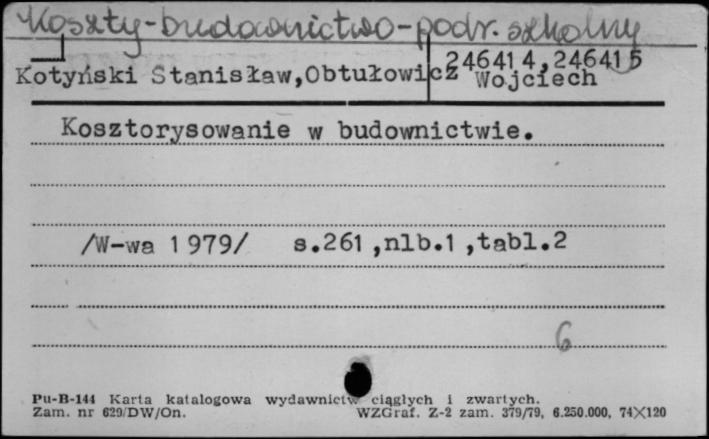 Koszty-budownictwo-podr. szkolny
246414,246415
Kotyński Stanisław,Obtułowicz Wojciech
Kosztorysowanie w budownictwie.
/W-wa 1979/ s.261,nlb.1,tabl.2
6
Pu-B-144 Karta katalogowa wydawnictw ciągłych i zwartych.
Zam. nr 629/DW/On. WZGraf. Z-2 zam. 379/79, 6.250.000, 74×120